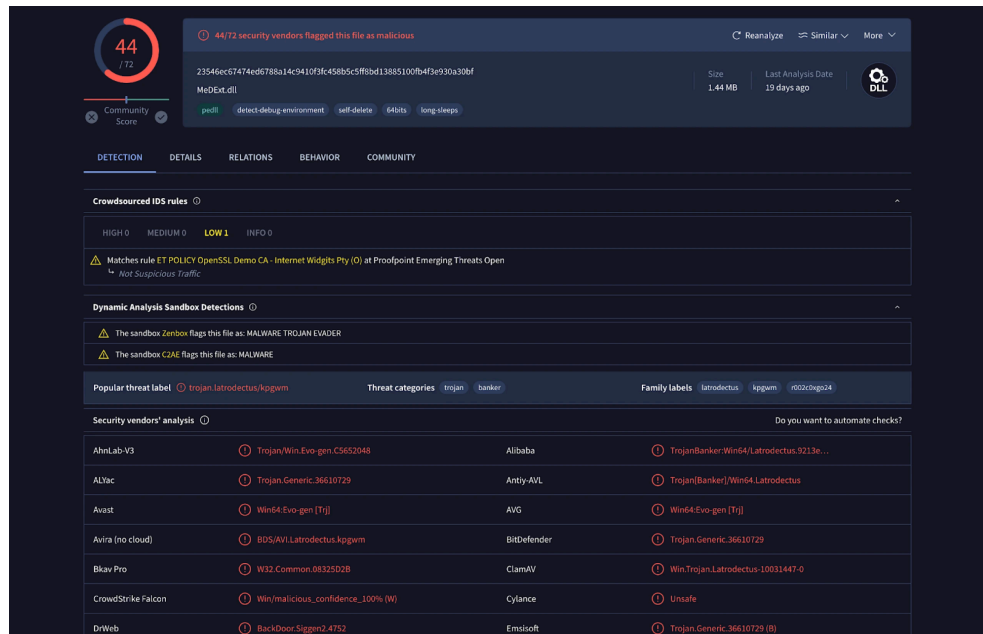 44
/ 72
Community
Score
44/72 security vendors flagged this file as malicious
Reanalyze
Similar
More
23546ec67474ed6788a14c9410f3fc458b5c5ff8bd13885100fb4f3e930a30bf
MeDExt.dll
Size
1.44 MB
Last Analysis Date
19 days ago
DLL
pedll detect-debug-environment self-delete 64bits long-sleeps
DETECTION DETAILS RELATIONS BEHAVIOR COMMUNITY
Crowdsourced IDS rules
HIGH 0 MEDIUM 0 LOW 1 INFO 0
Matches rule ET POLICY OpenSSL Demo CA - Internet Widgits Pty (O) at Proofpoint Emerging Threats Open
Not Suspicious Traffic
Dynamic Analysis Sandbox Detections
The sandbox Zenbox flags this file as: MALWARE TROJAN EVADER
The sandbox C2AE flags this file as: MALWARE
Popular threat label trojan.latrodectus/kpgwm Threat categories trojan banker Family labels latrodectus kpgwm r002c0xgo24
Security vendors' analysis Do you want to automate checks?
AhnLab-V3 Trojan/Win.Evo-gen.C5652048 Alibaba TrojanBanker:Win64/Latrodectus.9213e...
ALYac Trojan.Generic.36610729 Antiy-AVL Trojan[Banker]/Win64.Latrodectus
Avast Win64:Evo-gen [Trj] AVG Win64:Evo-gen [Trj]
Avira (no cloud) BDS/AVI.Latrodectus.kpgwm BitDefender Trojan.Generic.36610729
Bkav Pro W32.Common.08325D2B ClamAV Win.Trojan.Latrodectus-10031447-0
CrowdStrike Falcon Win/malicious_confidence_100% (W) Cylance Unsafe
DrWeb BackDoor.Siggen2.4752 Emsisoft Trojan.Generic.36610729 (B)